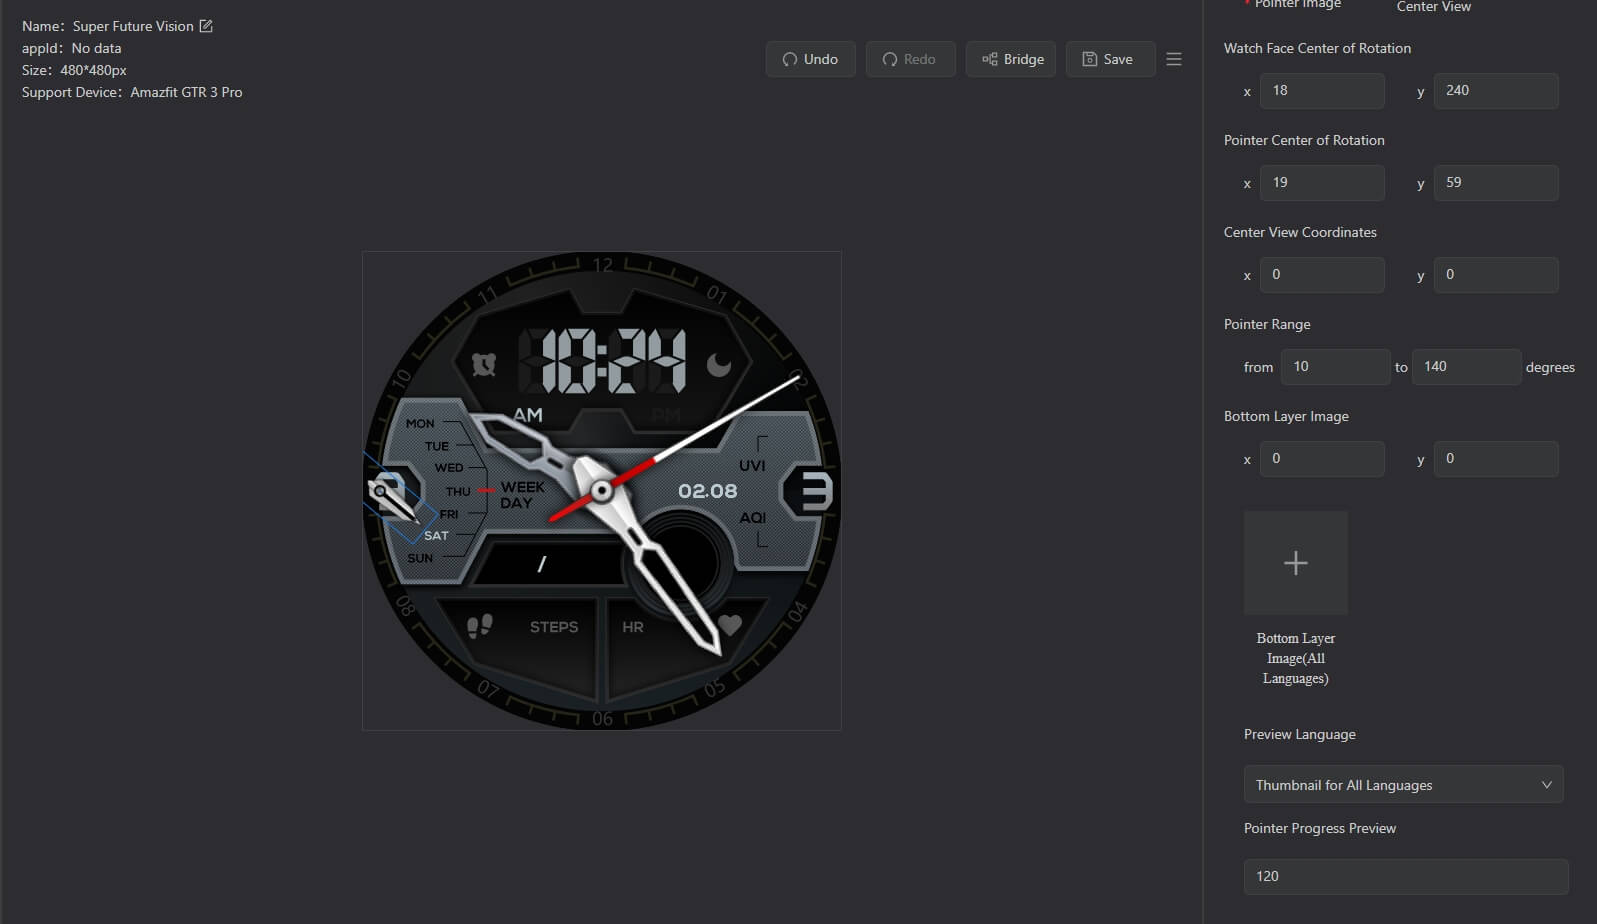 Name: Super Future Vision
appId: No data
Size: 480*480px
Support Device: Amazfit GTR 3 Pro
Undo
Redo
Bridge
Save
12
11
01
10
02
10:24
AM
PM
MON
TUE
WED
THU
FRI
SAT
SUN
WEEK
DAY
02.08
UVI
AQI
3
/
08
04
STEPS
HR
07
05
06
* Pointer Image
Center View
Watch Face Center of Rotation
x 18 y 240
Pointer Center of Rotation
x 19 y 59
Center View Coordinates
x 0 y 0
Pointer Range
from 10 to 140 degrees
Bottom Layer Image
x 0 y 0
Bottom Layer
Image(All
Languages)
Preview Language
Thumbnail for All Languages
Pointer Progress Preview
120